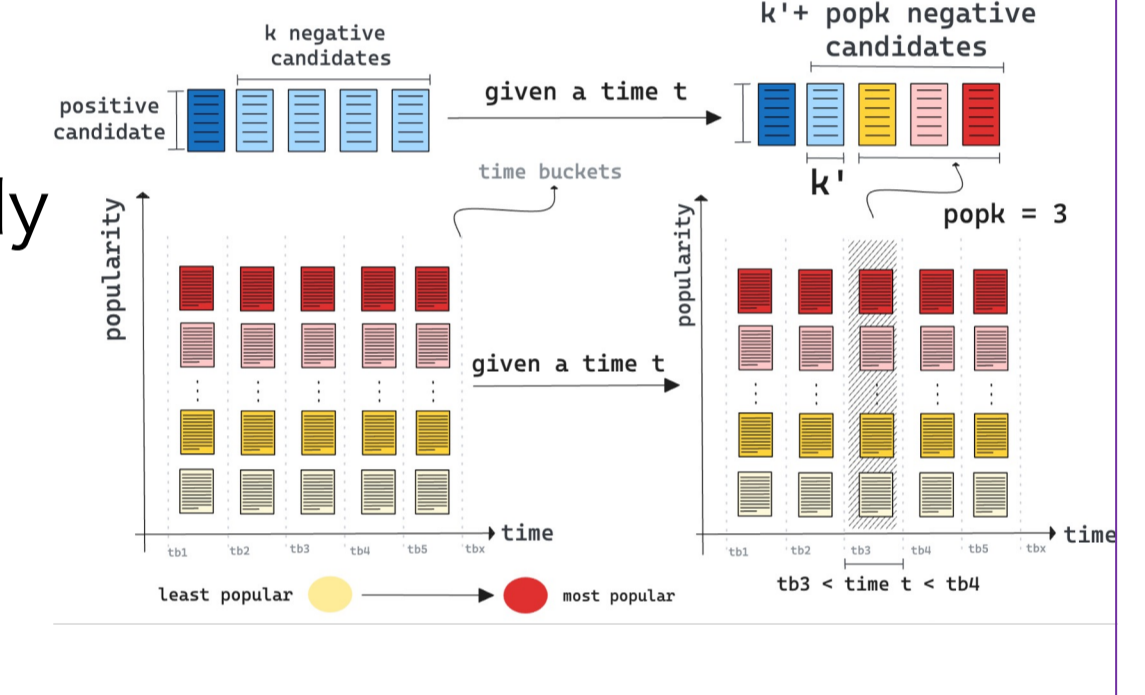 k negative
candidates
positive
candidate
given a time t
k'+ popk negative
candidates
k'
popk = 3
ly
time buckets
popularity
given a time t
popularity
tb1 tb2 tb3 tb4 tb5 tbx
time
tb1 tb2 tb3 tb4 tb5 tbx
time
tb3 < time t < tb4
least popular
most popular